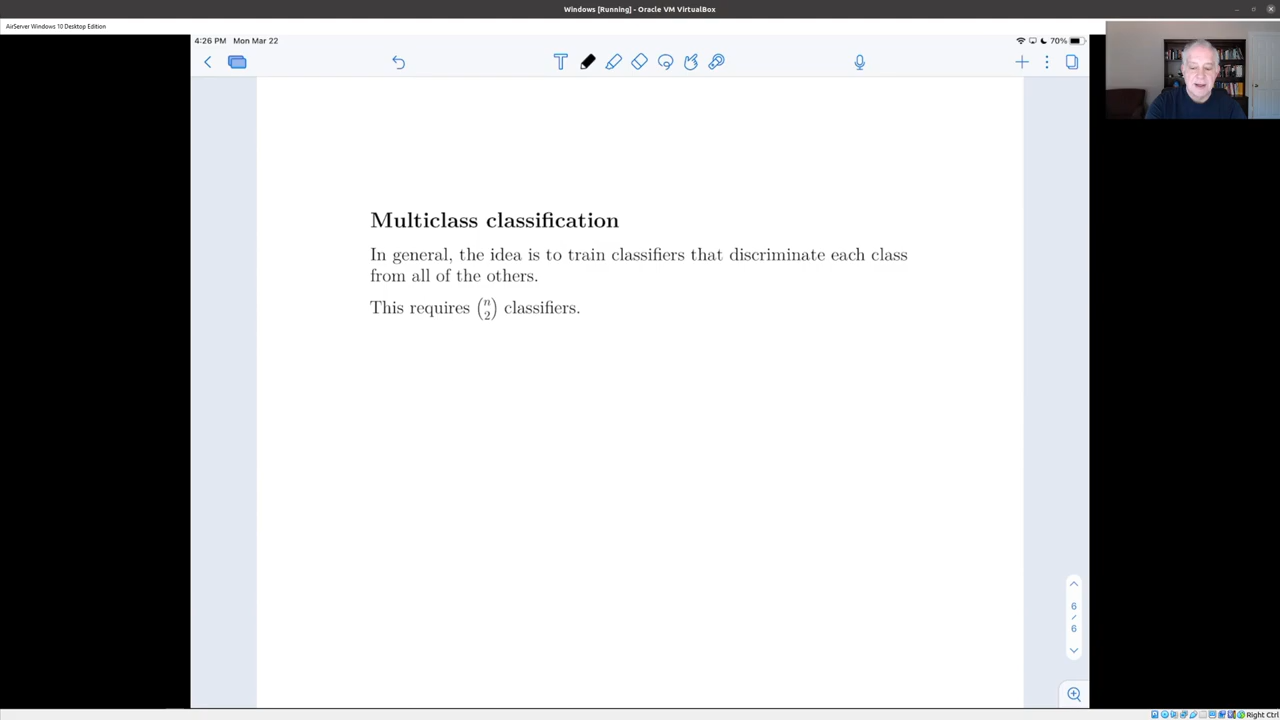 Windows [Running] - Oracle VM VirtualBox
AirServer Windows 10 Desktop Edition
4:26 PM Mon Mar 22 70%
Multiclass classification
In general, the idea is to train classifiers that discriminate each class
from all of the others.
This requires (n 2) classifiers.
6
/
6
Right Ctrl